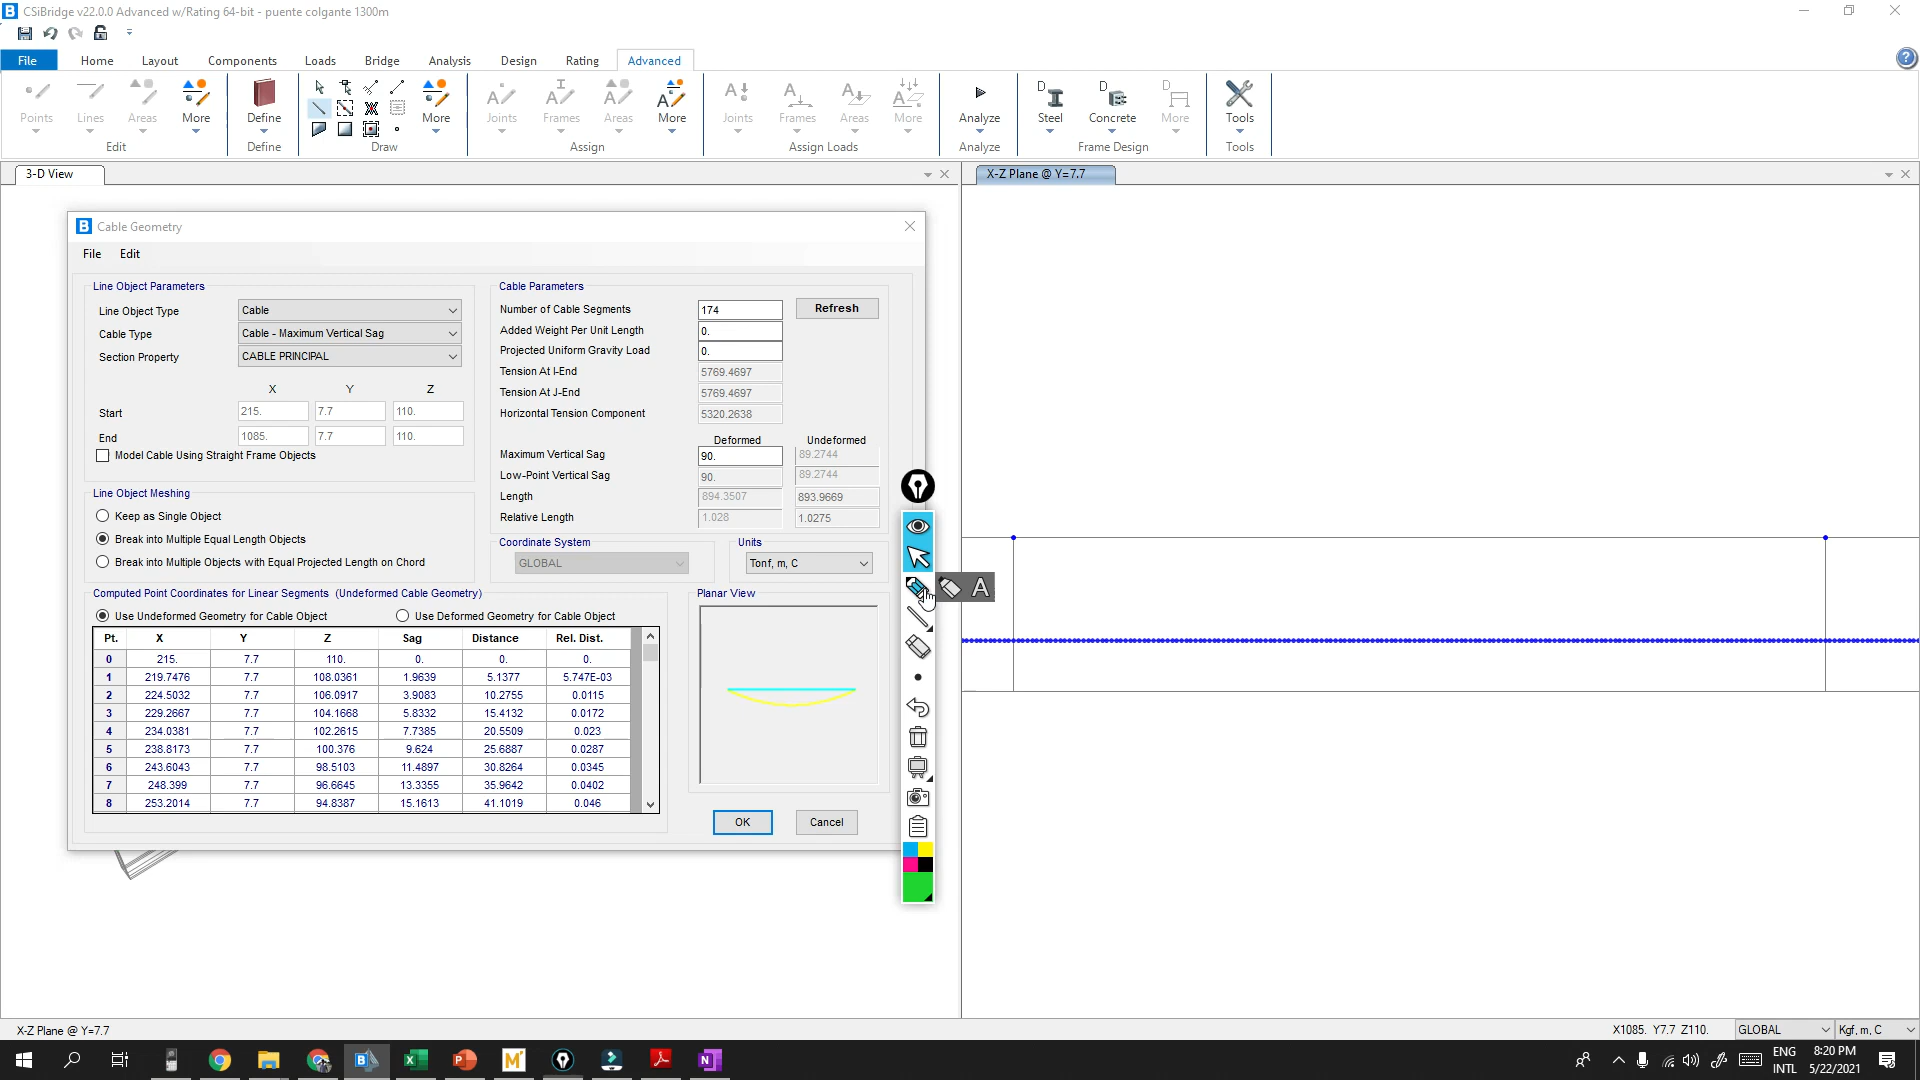 CSiBridge v22.0.0 Advanced w/Rating 64-bit - puente colgante 1300m
File Home Layout Components Loads Bridge Analysis Design Rating Advanced
Points Lines Areas More Define More Joints Frames Areas More Joints Frames Areas More Analyze Steel Concrete More Tools
Edit Define Draw Assign Assign Loads Analyze Frame Design Tools
3-D View
X-Z Plane @ Y=7.7
Cable Geometry
File Edit
Line Object Parameters
Line Object Type Cable
Cable Type Cable - Maximum Vertical Sag
Section Property CABLE PRINCIPAL
X Y Z
Start 215. 7.7 110.
End 1085. 7.7 110.
Model Cable Using Straight Frame Objects
Line Object Meshing
Keep as Single Object
Break into Multiple Equal Length Objects
Break into Multiple Objects with Equal Projected Length on Chord
Cable Parameters
Number of Cable Segments 174 Refresh
Added Weight Per Unit Length 0.
Projected Uniform Gravity Load 0.
Tension At I-End 5769.4697
Tension At J-End 5769.4697
Horizontal Tension Component 5320.2638
Deformed Undeformed
Maximum Vertical Sag 90. 89.2744
Low-Point Vertical Sag 90. 89.2744
Length 894.3507 893.9669
Relative Length 1.028 1.0275
Coordinate System
GLOBAL
Units
Tonf, m, C
Computed Point Coordinates for Linear Segments (Undeformed Cable Geometry)
Use Undeformed Geometry for Cable Object Use Deformed Geometry for Cable Object
Pt. X Y Z Sag Distance Rel. Dist.
0 215. 7.7 110. 0. 0. 0.
1 219.7476 7.7 108.0361 1.9639 5.1377 5.747E-03
2 224.5032 7.7 106.0917 3.9083 10.2755 0.0115
3 229.2667 7.7 104.1668 5.8332 15.4132 0.0172
4 234.0381 7.7 102.2615 7.7385 20.5509 0.023
5 238.8173 7.7 100.376 9.624 25.6887 0.0287
6 243.6043 7.7 98.5103 11.4897 30.8264 0.0345
7 248.399 7.7 96.6645 13.3355 35.9642 0.0402
8 253.2014 7.7 94.8387 15.1613 41.1019 0.046
Planar View
OK Cancel
A
X-Z Plane @ Y=7.7
X1085. Y7.7 Z110. GLOBAL Kgf, m, C
ENG
INTL
8:20 PM
5/22/2021